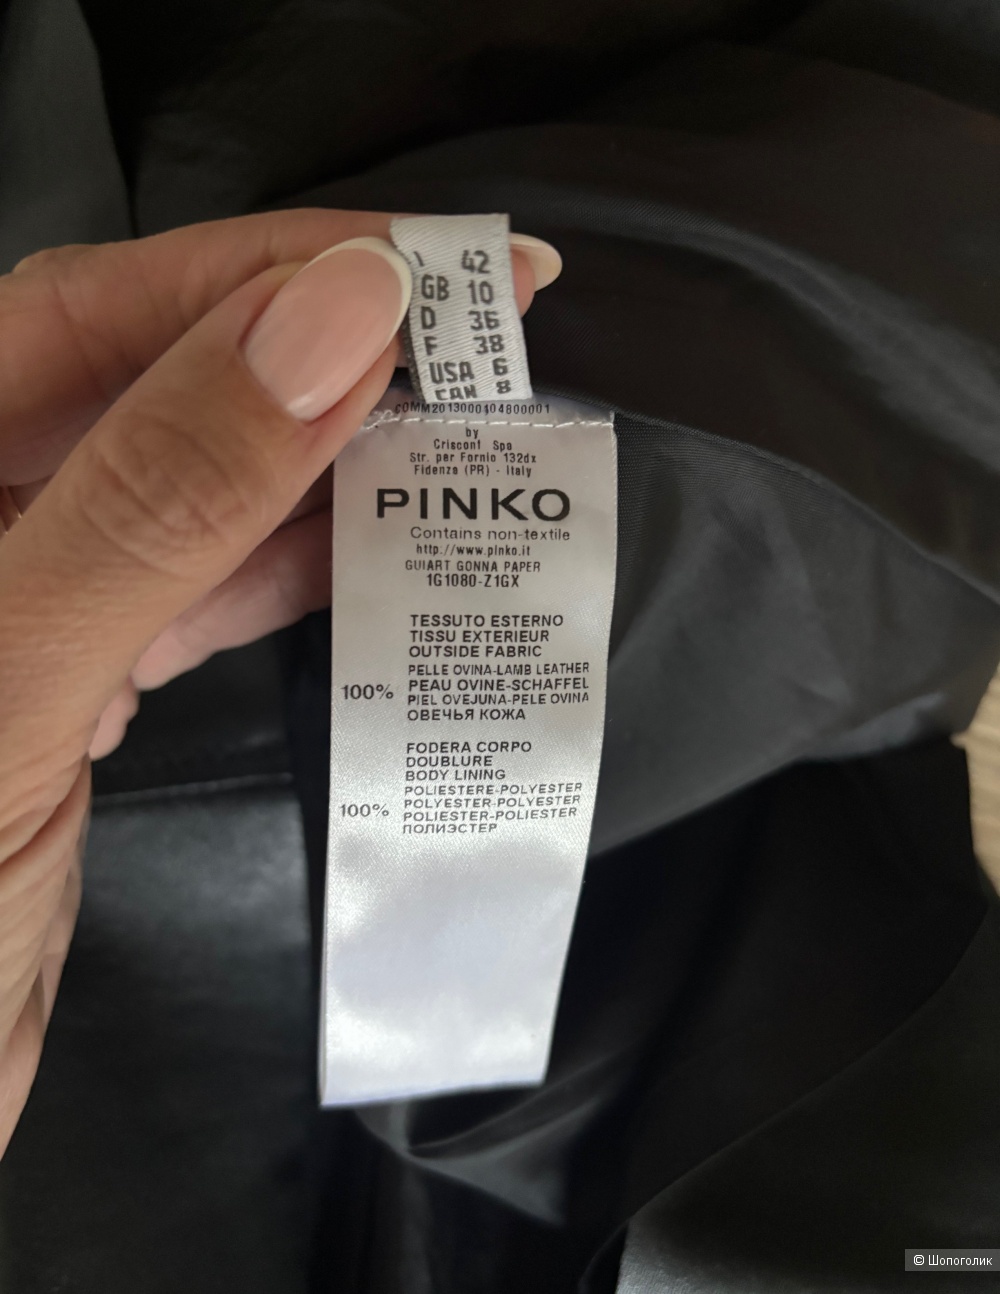 I 42
GB 10
D 36
F 38
USA 6
CAN 8
COMM2013000104800001
by
Crisconf Spa
Str. per Fornio 132dx
Fidenza (PR) - Italy
PINKO
Contains non-textile
http://www.pinko.it
GUIART GONNA PAPER
1G1080-Z1GX
TESSUTO ESTERNO
TISSU EXTERIEUR
OUTSIDE FABRIC
PELLE OVINA-LAMB LEATHER
100% PEAU OVINE-SCHAFFEL
PIEL OVEJUNA-PELE OVINA
ОВЕЧЬЯ КОЖА
FODERA CORPO
DOUBLURE
BODY LINING
POLIESTERE-POLYESTER
100% POLYESTER-POLYESTER
POLIESTER-POLIESTER
ПОЛИЭСТЕР
© Шопоголик